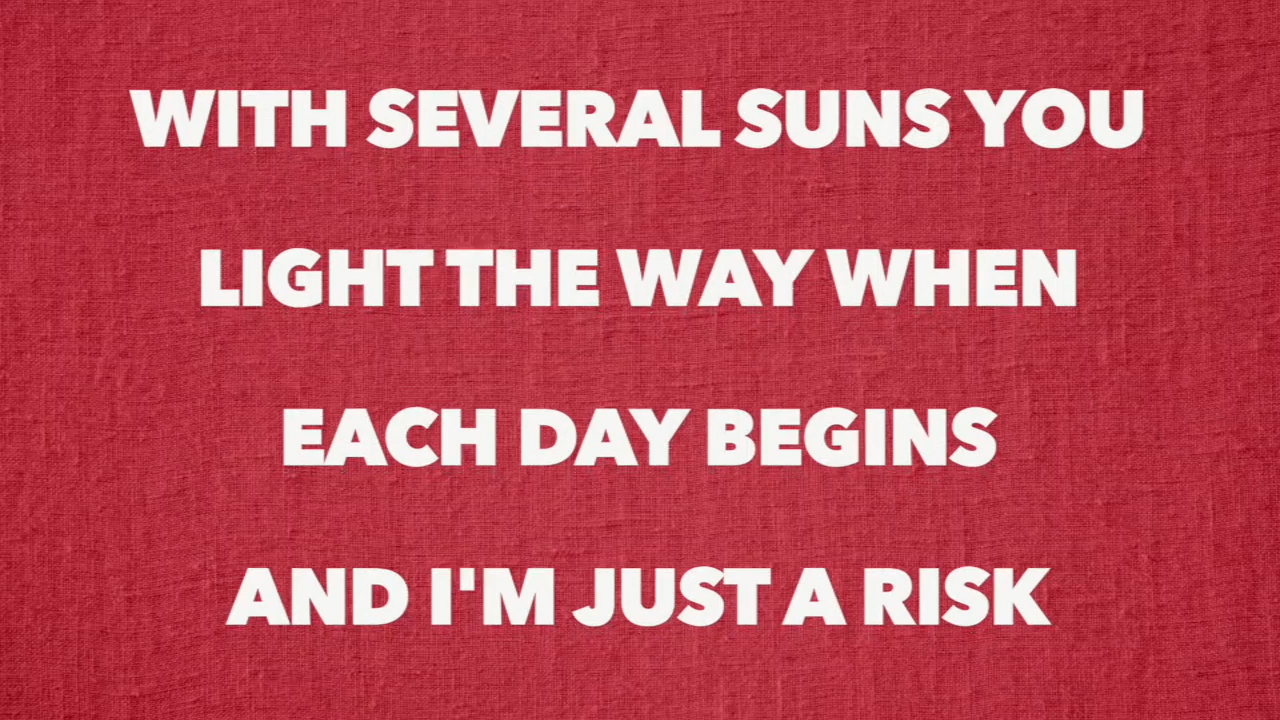 WITH SEVERAL SUNS YOU
LIGHT THE WAY WHEN
EACH DAY BEGINS
AND I'M JUST A RISK